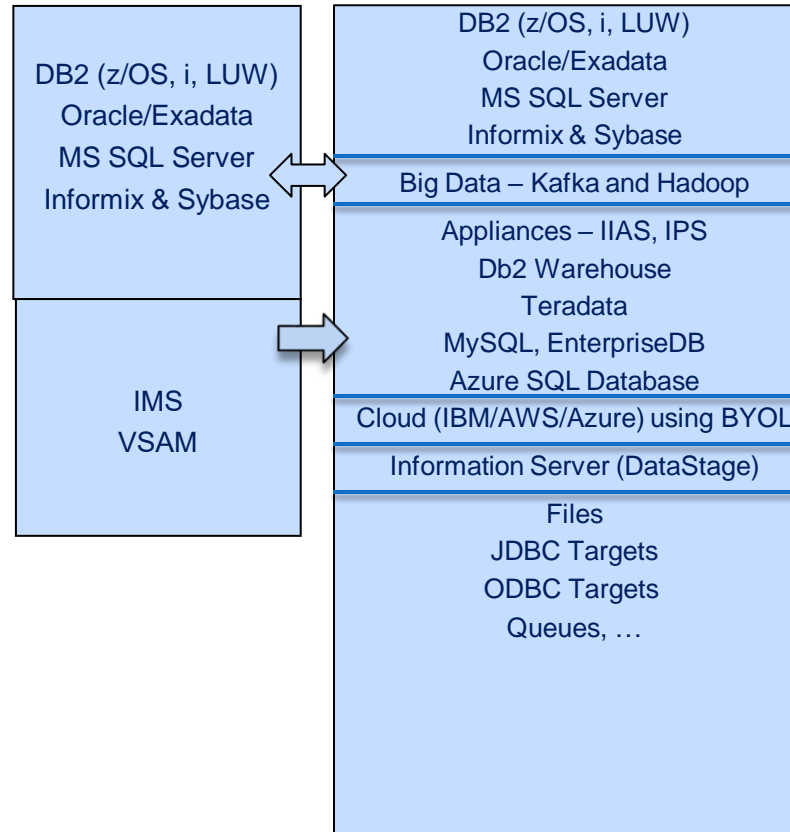 DB2 (z/OS, i, LUW)
Oracle/Exadata
MS SQL Server
Informix & Sybase
IMS
VSAM
DB2 (z/OS, i, LUW)
Oracle/Exadata
MS SQL Server
Informix & Sybase
Big Data – Kafka and Hadoop
Appliances – IIAS, IPS
Db2 Warehouse
Teradata
MySQL, EnterpriseDB
Azure SQL Database
Cloud (IBM/AWS/Azure) using BYOL
Information Server (DataStage)
Files
JDBC Targets
ODBC Targets
Queues, …